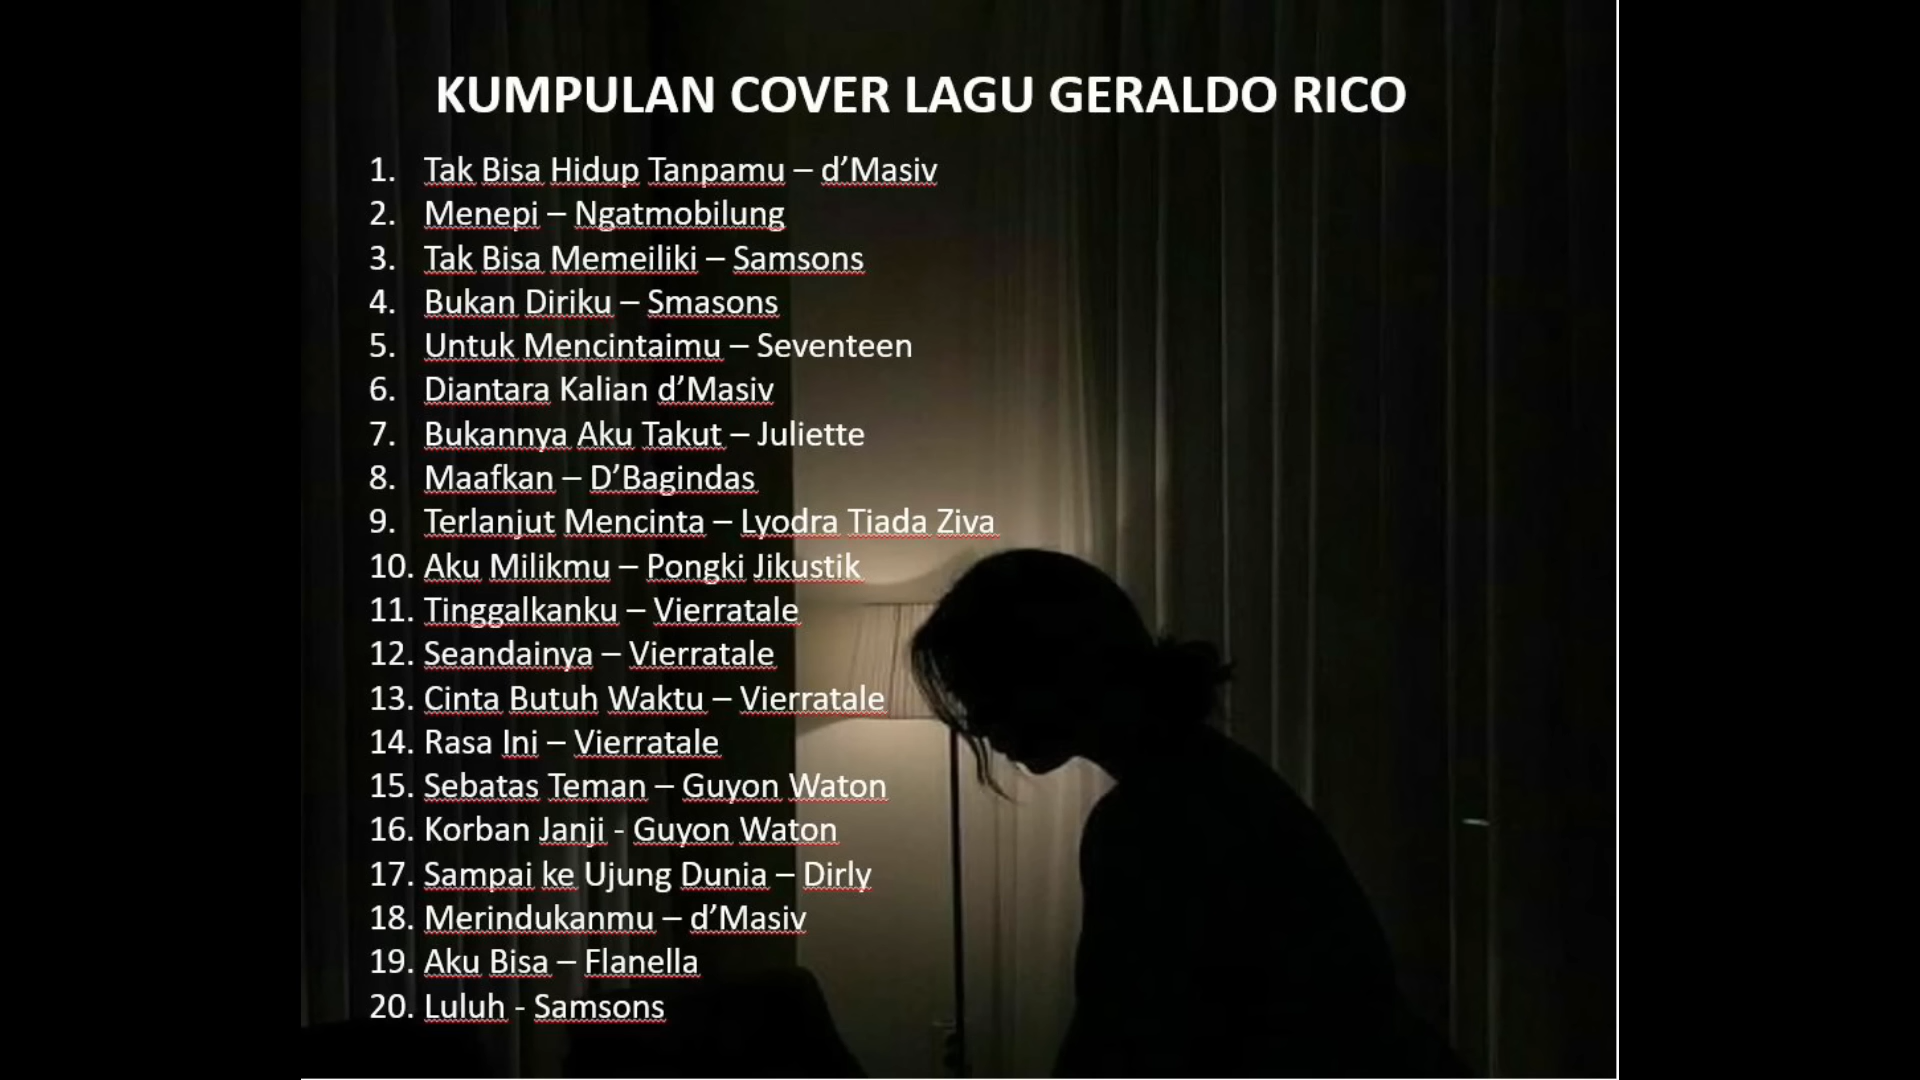 KUMPULAN COVER LAGU GERALDO RICO
1. Tak Bisa Hidup Tanpamu – d’Masiv
2. Menepi – Ngatmobilung
3. Tak Bisa Memeiliki – Samsons
4. Bukan Diriku – Smasons
5. Untuk Mencintaimu – Seventeen
6. Diantara Kalian d’Masiv
7. Bukannya Aku Takut – Juliette
8. Maafkan – D’Bagindas
9. Terlanjut Mencinta – Lyodra Tiada Ziva
10. Aku Milikmu – Pongki Jikustik
11. Tinggalkanku – Vierratale
12. Seandainya – Vierratale
13. Cinta Butuh Waktu – Vierratale
14. Rasa Ini – Vierratale
15. Sebatas Teman – Guyon Waton
16. Korban Janji - Guyon Waton
17. Sampai ke Ujung Dunia – Dirly
18. Merindukanmu – d’Masiv
19. Aku Bisa – Flanella
20. Luluh - Samsons